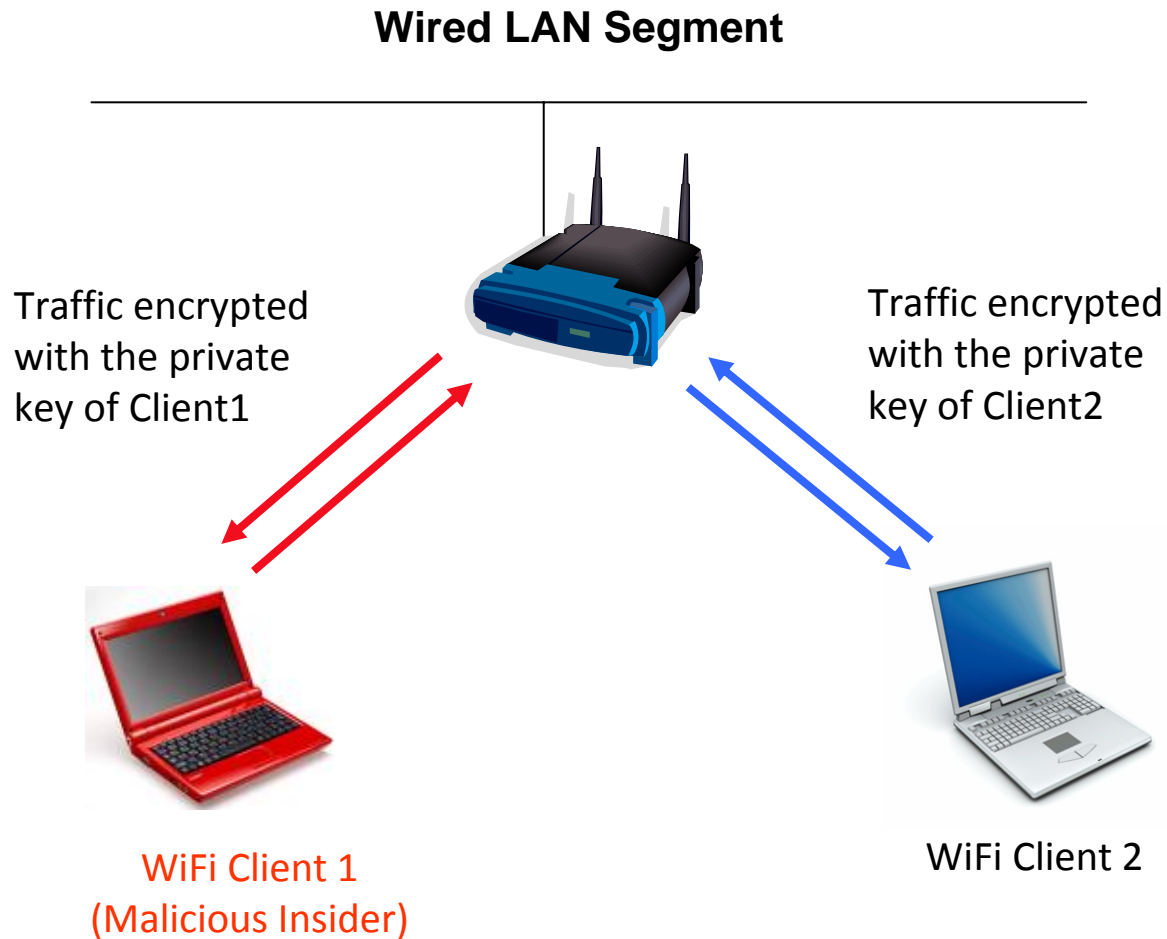 Wired LAN Segment
Traffic encrypted
with the private
key of Client1
Traffic encrypted
with the private
key of Client2
WiFi Client 1
(Malicious Insider)
WiFi Client 2